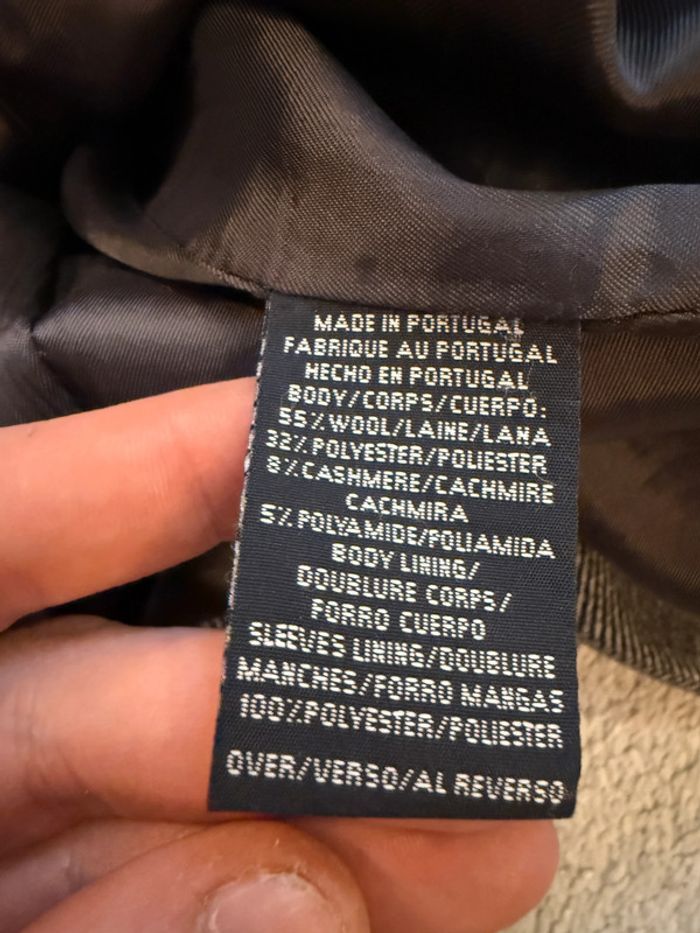 MADE IN PORTUGAL
FABRIQUE AU PORTUGAL
HECHO EN PORTUGAL
BODY/CORPS/CUERPO:
55%WOOL/LAINE/LANA
32%POLYESTER/POLIESTER
8%CASHMERE/CACHMIRE
CACHMIRA
5%POLYAMIDE/POLIAMIDA
BODY LINING/
DOUBLURE CORPS/
FORRO CUERPO
SLEEVES LINING/DOUBLURE
MANCHES/FORRO MANGAS
100%POLYESTER/POLIESTER
OVER/VERSO/AL REVERSO